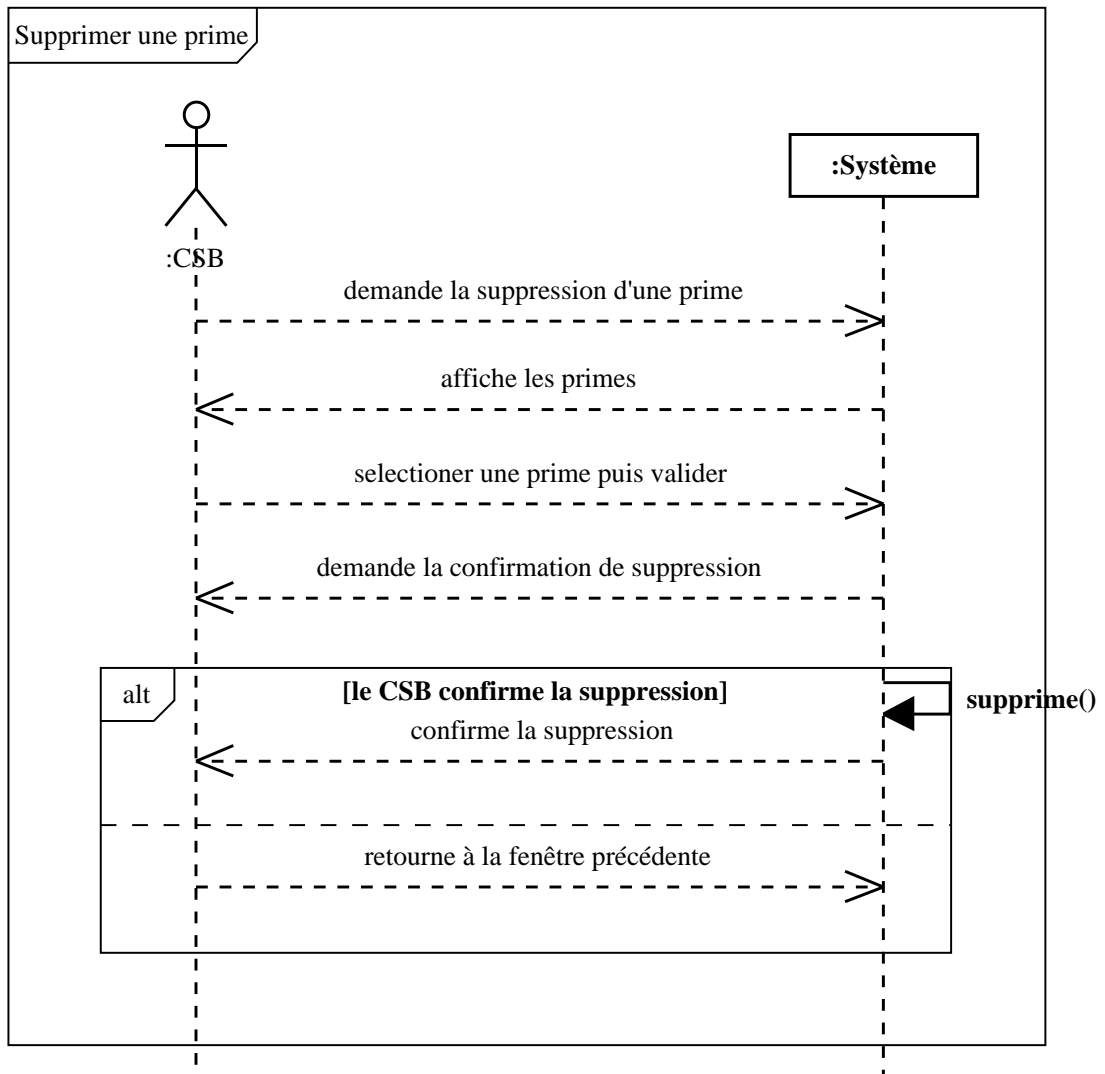 Supprimer une prime
:Système
:CSB
demande la suppression d'une prime
affiche les primes
selectioner une prime puis valider
demande la confirmation de suppression
alt
[le CSB confirme la suppression]
supprime()
confirme la suppression
retourne à la fenêtre précédente